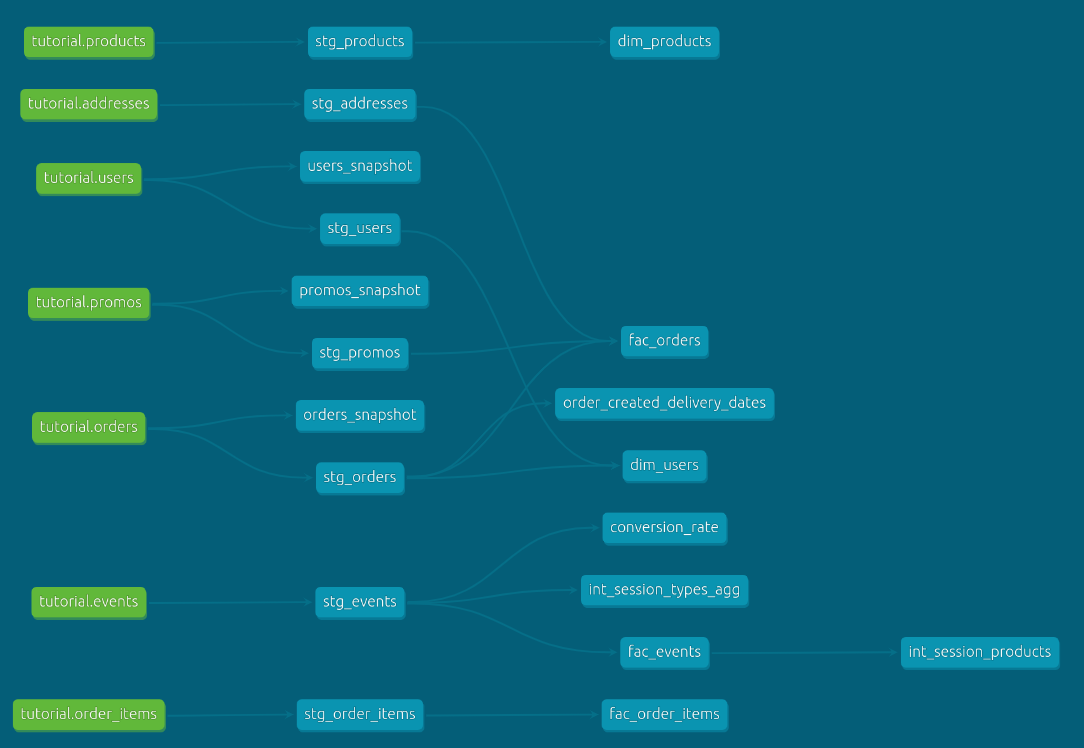 tutorial.products
stg_products
dim_products
tutorial.addresses
stg_addresses
users_snapshot
tutorial.users
stg_users
promos_snapshot
tutorial.promos
fac_orders
stg_promos
order_created_delivery_dates
orders_snapshot
tutorial.orders
dim_users
stg_orders
conversion_rate
int_session_types_agg
tutorial.events
stg_events
fac_events
int_session_products
tutorial.order_items
stg_order_items
fac_order_items